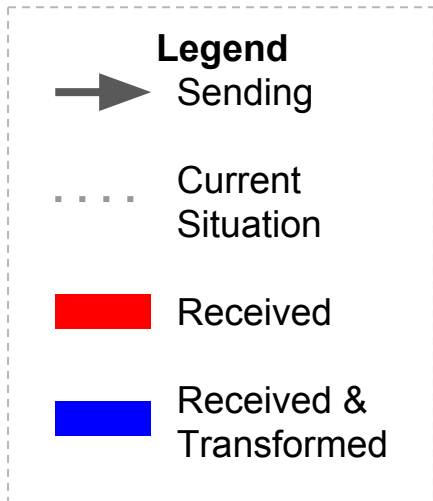 Legend
Sending
Current
Situation
Received
Received &
Transformed